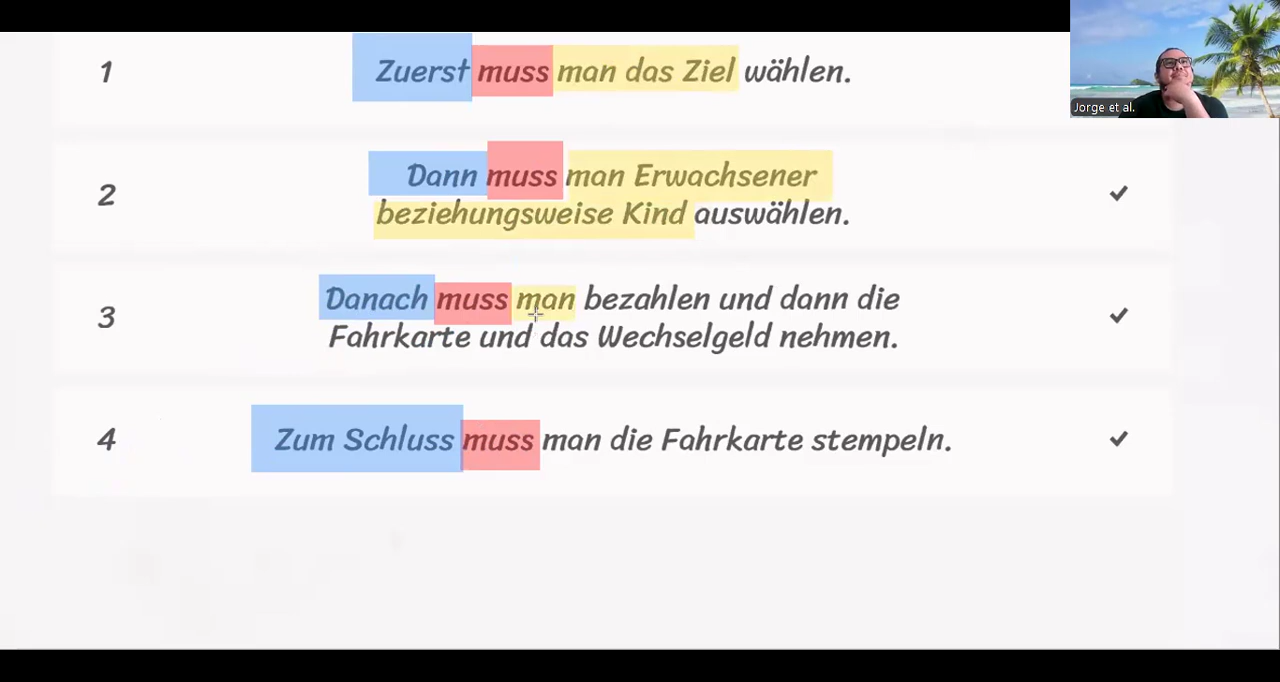 1
Zuerst muss man das Ziel wählen.
Jorge et al.
2
Dann muss man Erwachsener
beziehungsweise Kind auswählen.
3
Danach muss man bezahlen und dann die
Fahrkarte und das Wechselgeld nehmen.
4
Zum Schluss muss man die Fahrkarte stempeln.